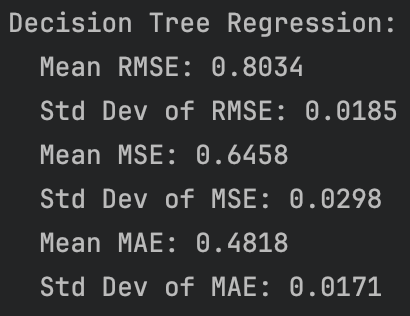 Decision Tree Regression:
  Mean RMSE: 0.8034
  Std Dev of RMSE: 0.0185
  Mean MSE: 0.6458
  Std Dev of MSE: 0.0298
  Mean MAE: 0.4818
  Std Dev of MAE: 0.0171